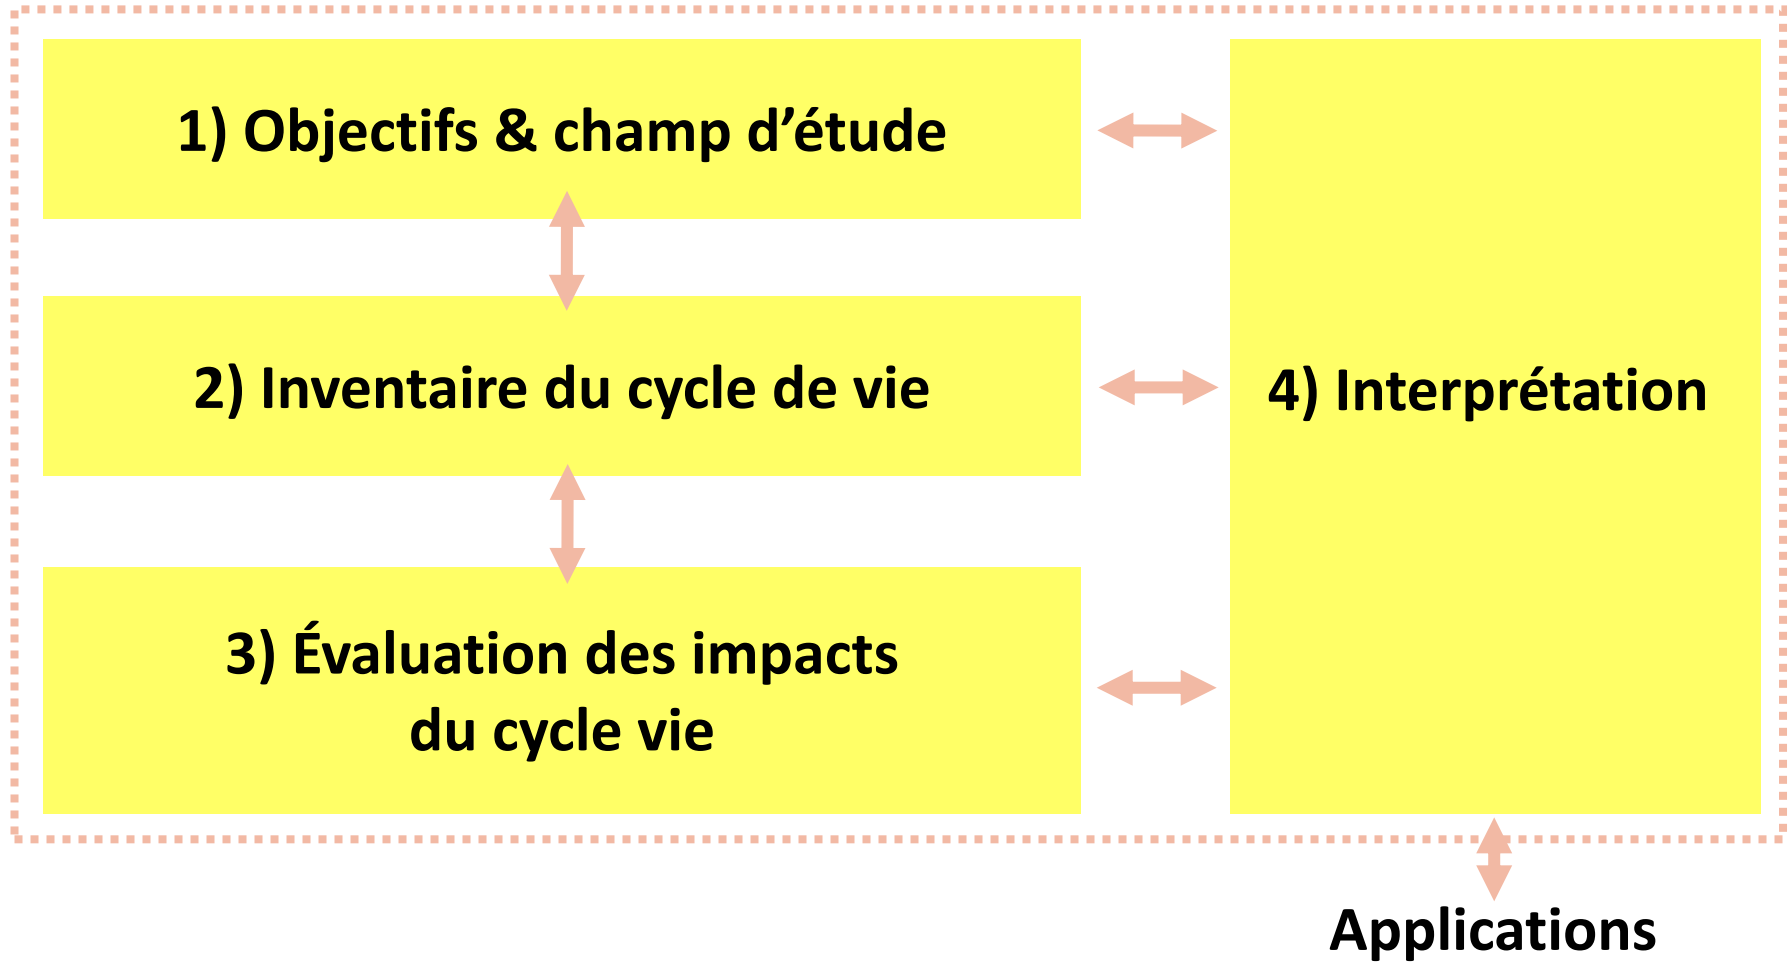 1) Objectifs & champ d’étude
2) Inventaire du cycle de vie
3) Évaluation des impacts
du cycle vie
4) Interprétation
Applications